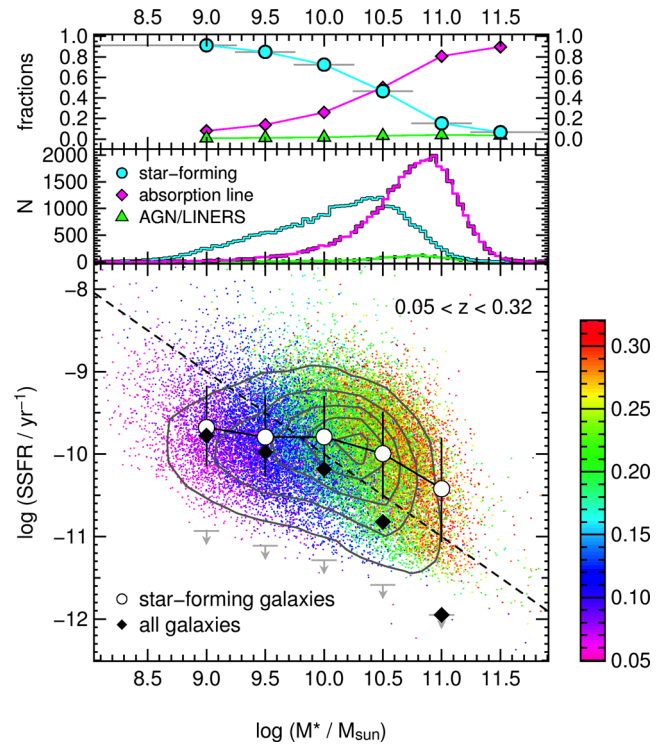 8.5 9.0 9.5 10.0 10.5 11.0 11.5
fractions
1.0 1.0
0.8 0.8
0.6 0.6
0.4 0.4
0.2 0.2
0.0 0.0
N
2000
1500
1000
500
0
star−forming
absorption line
AGN/LINERS
0.05 < z < 0.32
log (SSFR / yr⁻¹)
−8
−9
−10
−11
−12
star−forming galaxies
all galaxies
0.30
0.25
0.20
0.15
0.10
0.05
8.5 9.0 9.5 10.0 10.5 11.0 11.5
log (M* / Msun)